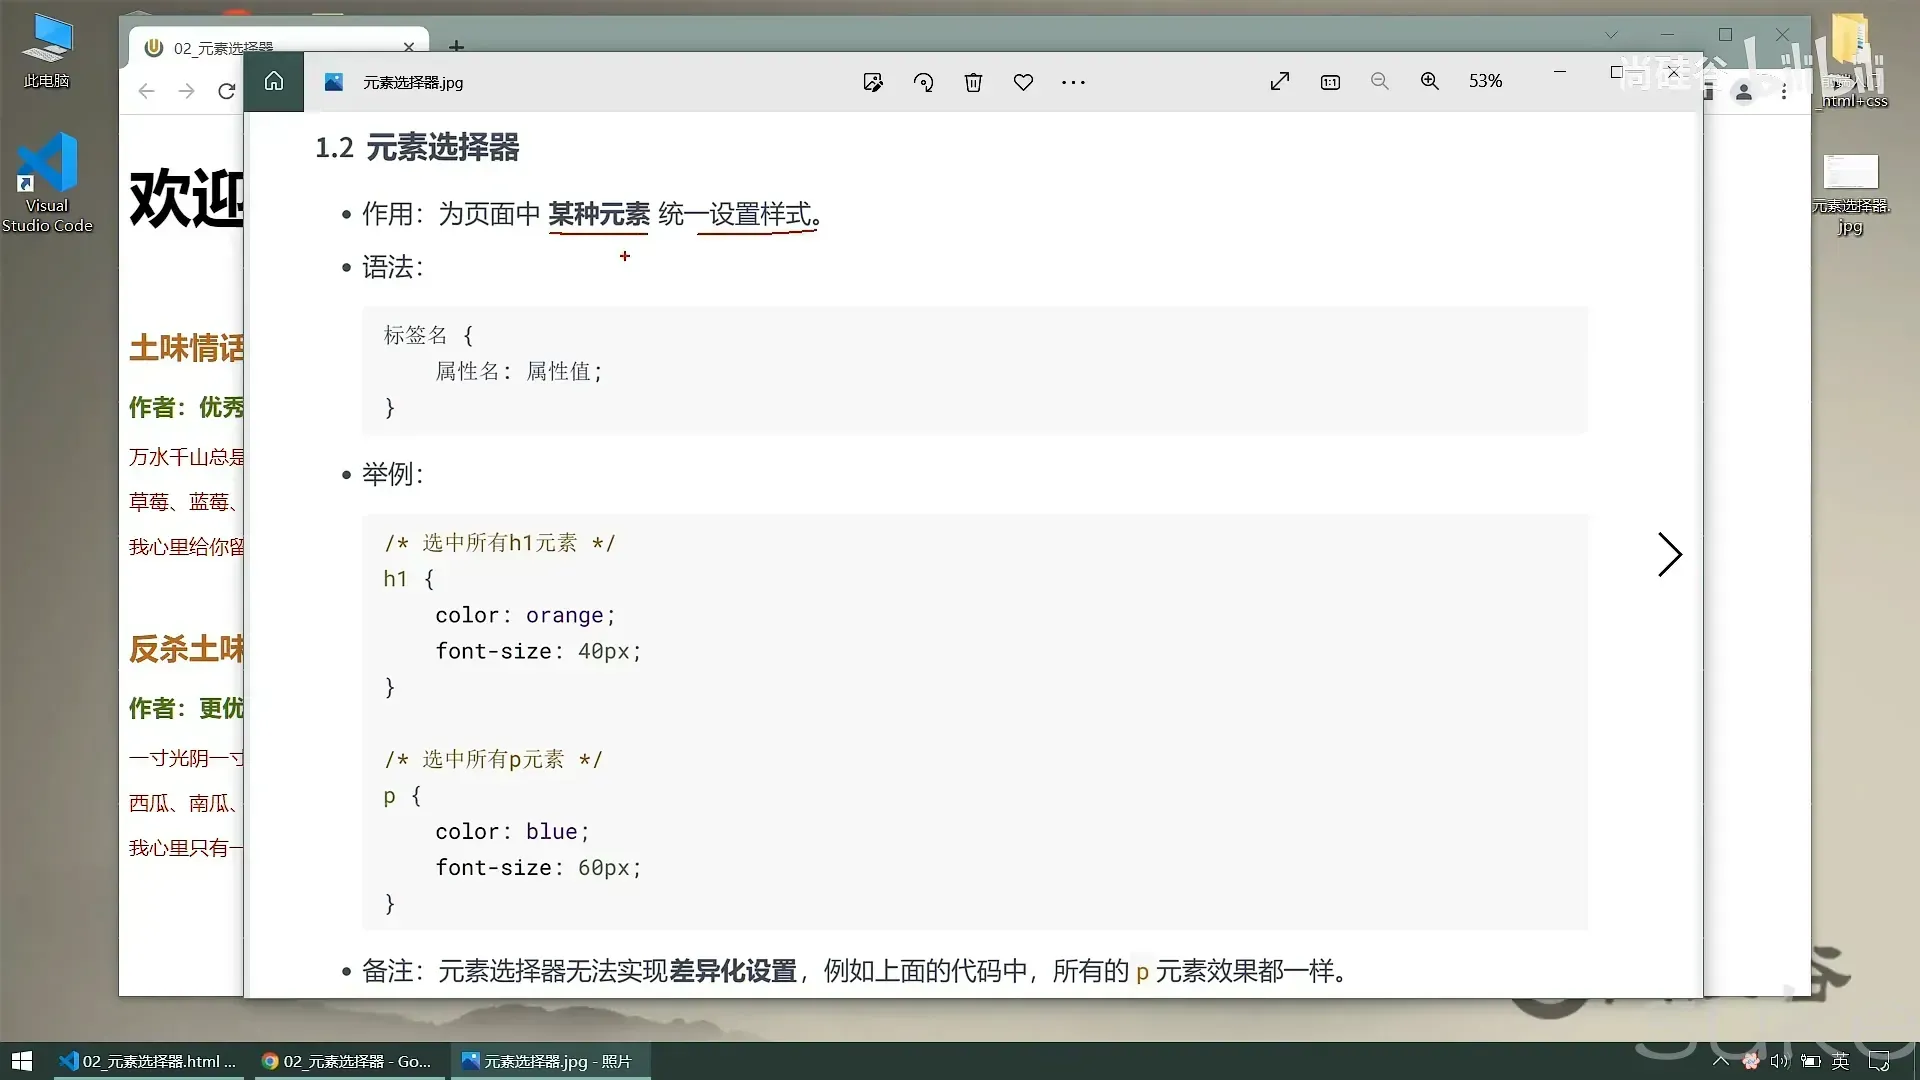 此电脑
Visual
Studio Code
02_元素选择器
元素选择器.jpg
53%
尚硅谷
bilibili
html+css
元素选择器.
jpg
欢迎
土味情话
作者：优秀
万水千山总是
草莓、蓝莓、
我心里给你留
反杀土味
作者：更优
一寸光阴一寸
西瓜、南瓜、
我心里只有一
1.2 元素选择器
• 作用：为页面中 某种元素 统一设置样式。
• 语法：
标签名 {
属性名: 属性值;
}
• 举例：
/* 选中所有h1元素 */
h1 {
color: orange;
font-size: 40px;
}
/* 选中所有p元素 */
p {
color: blue;
font-size: 60px;
}
• 备注：元素选择器无法实现差异化设置，例如上面的代码中，所有的 p 元素效果都一样。
02_元素选择器.html ...
02_元素选择器 - Go...
元素选择器.jpg - 照片
英